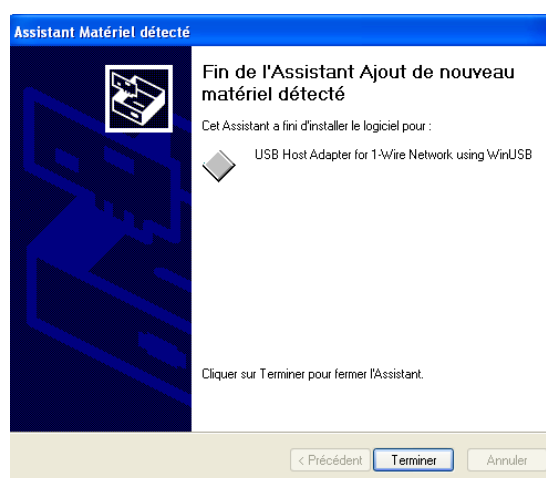 Assistant Matériel détecté
Fin de l'Assistant Ajout de nouveau
matériel détecté
Cet Assistant a fini d'installer le logiciel pour :
USB Host Adapter for 1-Wire Network using WinUSB
Cliquer sur Terminer pour fermer l'Assistant.
< Précédent Terminer Annuler